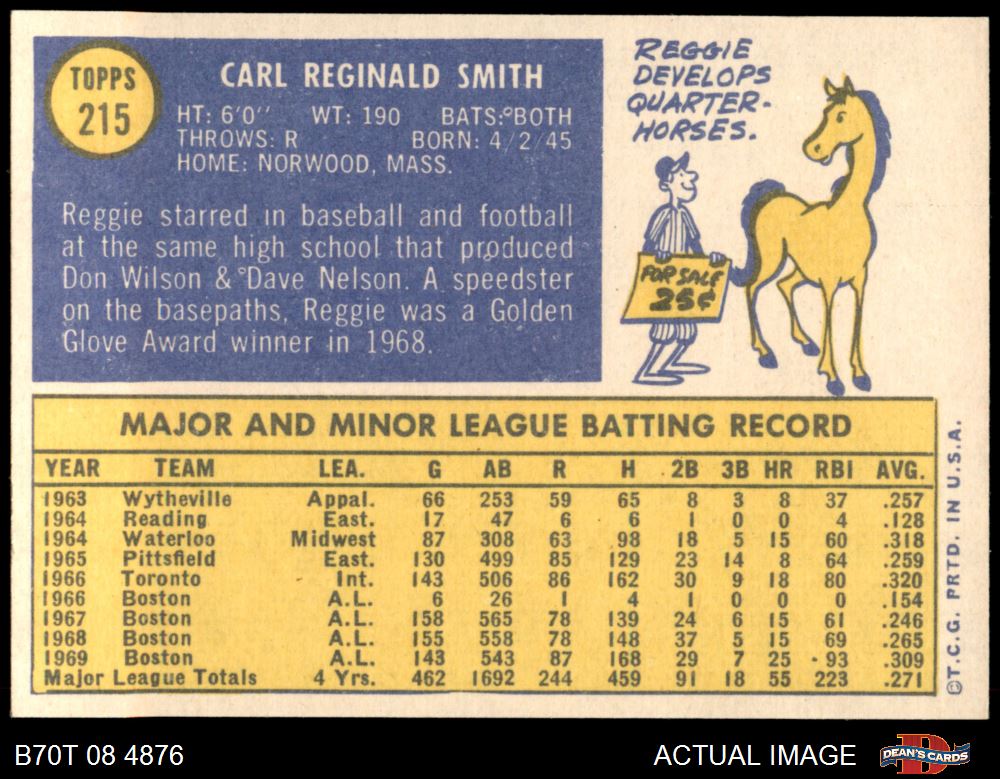 TOPPS
215
CARL REGINALD SMITH
HT: 6'0" WT: 190 BATS: BOTH
THROWS: R BORN: 4/2/45
HOME: NORWOOD, MASS.
Reggie starred in baseball and football
at the same high school that produced
Don Wilson & Dave Nelson. A speedster
on the basepaths, Reggie was a Golden
Glove Award winner in 1968.
REGGIE
DEVELOPS
QUARTER-
HORSES.
FOR SALE
25¢
MAJOR AND MINOR LEAGUE BATTING RECORD
YEAR TEAM LEA. G AB R H 2B 3B HR RBI AVG.
1963 Wytheville Appal. 66 253 59 65 8 3 8 37 .257
1964 Reading East. 17 47 6 6 1 0 0 4 .128
1964 Waterloo Midwest 87 308 63 98 18 5 15 60 .318
1965 Pittsfield East. 130 499 85 129 23 14 8 64 .259
1966 Toronto Int. 143 506 86 162 30 9 18 80 .320
1966 Boston A.L. 6 26 1 4 1 0 0 0 .154
1967 Boston A.L. 158 565 78 139 24 6 15 61 .246
1968 Boston A.L. 155 558 78 148 37 5 15 69 .265
1969 Boston A.L. 143 543 87 168 29 7 25 93 .309
Major League Totals 4 Yrs. 462 1692 244 459 91 18 55 223 .271
©T.C.G. PRTD. IN U.S.A.
B70T 08 4876
ACTUAL IMAGE
DEAN'S CARDS